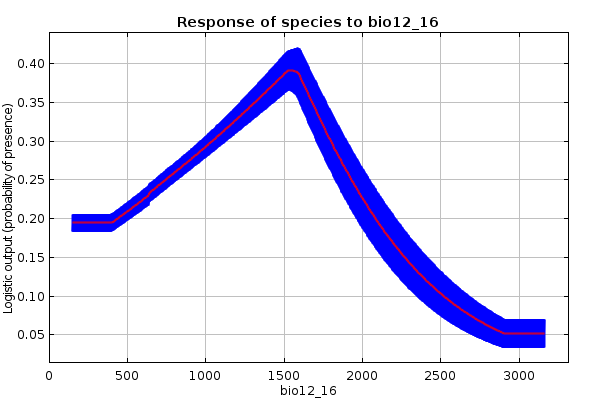 Response of species to bio12_16
Logistic output (probability of presence)
0.40
0.35
0.30
0.25
0.20
0.15
0.10
0.05
0 500 1000 1500 2000 2500 3000
bio12_16